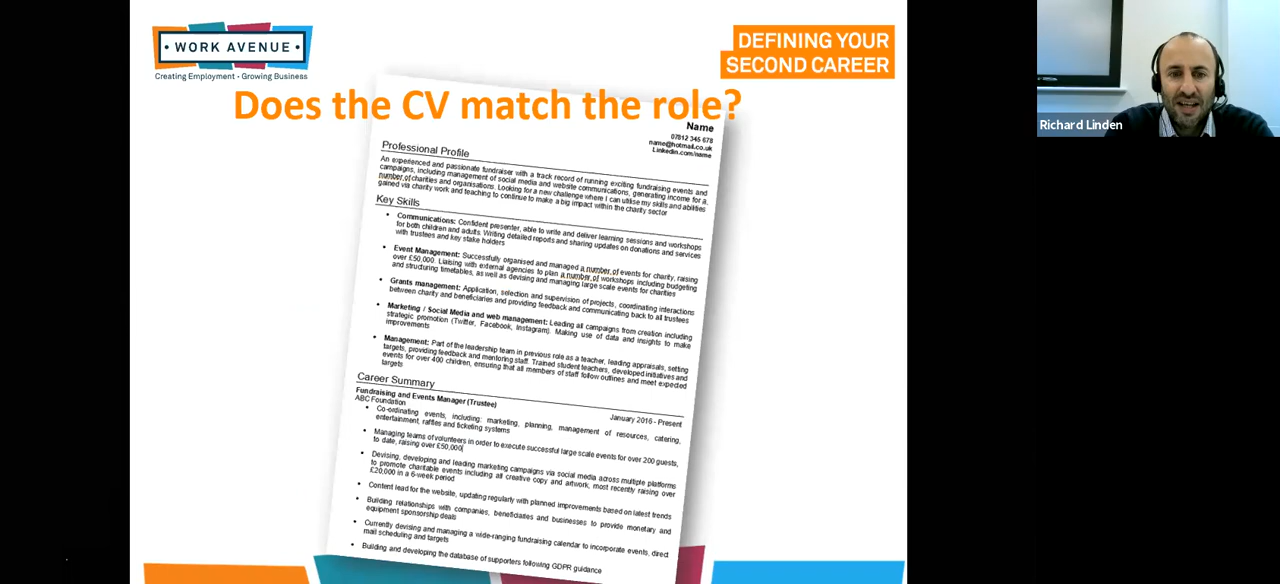 WORK AVENUE
Creating Employment • Growing Business
DEFINING YOUR
SECOND CAREER
Richard Linden
Does the CV match the role?
Name
07812 345 678
name@hotmail.co.uk
Linkedin.com/name
Professional Profile
An experienced and passionate fundraiser with a track record of running exciting fundraising events and
campaigns, including management of social media and website communications, generating income for a
number of charities and organisations. Looking for a new challenge where I can utilise my skills and abilities
gained via charity work and teaching to continue to make a big impact within the charity sector
Key Skills
• Communications: Confident presenter, able to write and deliver learning sessions and workshops
for both children and adults. Writing detailed reports and sharing updates on donations and services
with trustees and key stake holders
• Event Management: Successfully organised and managed a number of events for charity, raising
over £50,000. Liaising with external agencies to plan a number of workshops including budgeting
and structuring timetables, as well as devising and managing large scale events for charities
• Grants management: Application, selection and supervision of projects, coordinating interactions
between charity and beneficiaries and providing feedback and communicating back to all trustees
• Marketing / Social Media and web management: Leading all campaigns from creation including
strategic promotion (Twitter, Facebook, Instagram). Making use of data and insights to make
improvements
• Management: Part of the leadership team in previous role as a teacher, leading appraisals, setting
targets, providing feedback and mentoring staff. Trained student teachers, developed initiatives and
events for over 400 children, ensuring that all members of staff follow outlines and meet expected
targets
Career Summary
Fundraising and Events Manager (Trustee)
January 2016 - Present
ABC Foundation
• Co-ordinating events, including: marketing, planning, management of resources, catering,
entertainment, raffles and ticketing systems
• Managing teams of volunteers in order to execute successful large scale events for over 200 guests,
to date, raising over £50,000
• Devising, developing and leading marketing campaigns via social media across multiple platforms
to promote charitable events including all creative copy and artwork, most recently raising over
£20,000 in a 6-week period
• Content lead for the website, updating regularly with planned improvements based on latest trends
• Building relationships with companies, beneficiaries and businesses to provide monetary and
equipment sponsorship deals
• Currently devising and managing a wide-ranging fundraising calendar to incorporate events, direct
mail scheduling and targets
• Building and developing the database of supporters following GDPR guidance